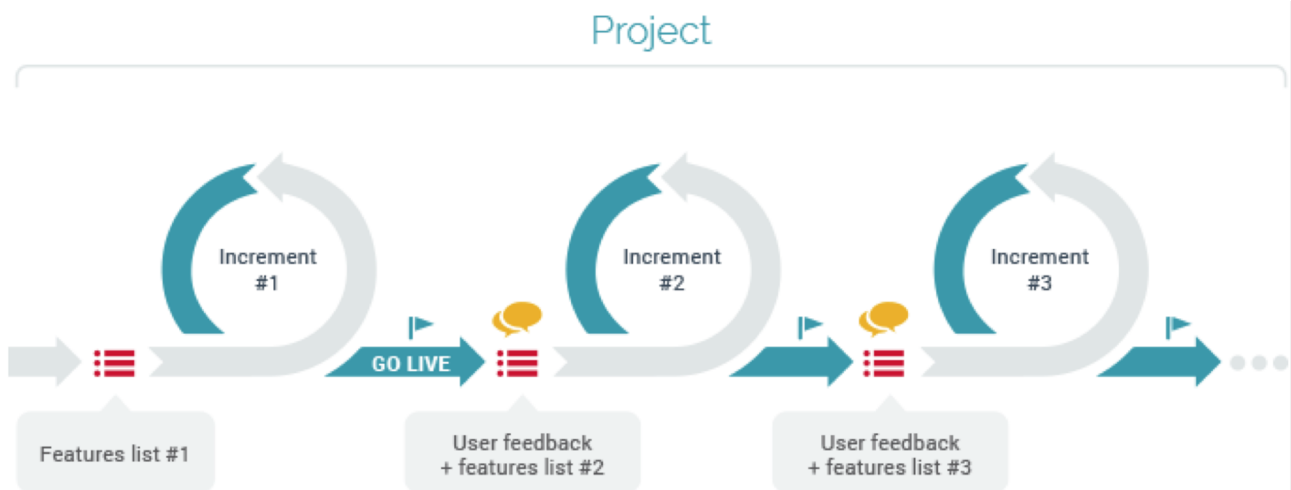 Project
Increment
#1
Increment
#2
Increment
#3
GO LIVE
Features list #1
User feedback
+ features list #2
User feedback
+ features list #3